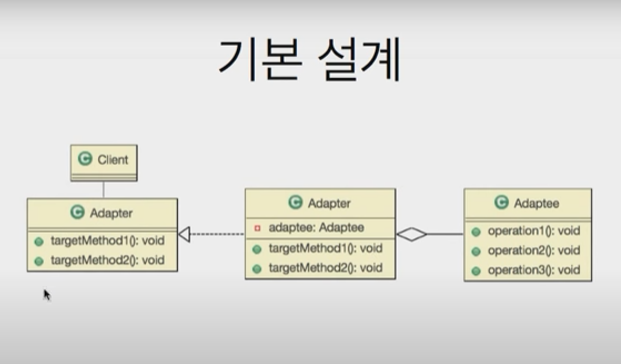 기본 설계
C Client
C Adapter
targetMethod1(): void
targetMethod2(): void
C Adapter
adaptee: Adaptee
targetMethod1(): void
targetMethod2(): void
C Adaptee
operation1(): void
operation2(): void
operation3(): void